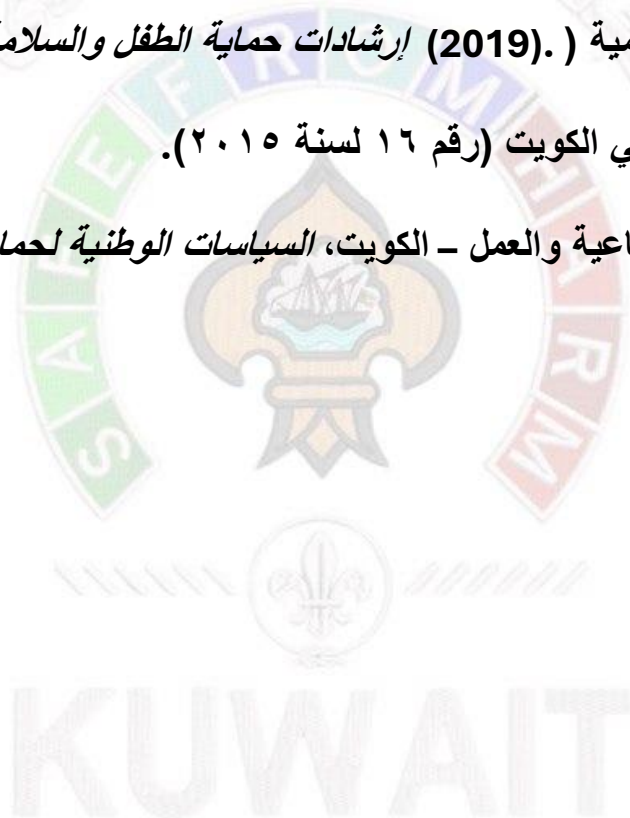 مية ( .(2019) إرشادات حماية الطفل والسلامة
ي الكويت (رقم ١٦ لسنة ٢٠١٥).
اعية والعمل – الكويت، السياسات الوطنية لحما
SAFE FROM HARM
KUWAIT